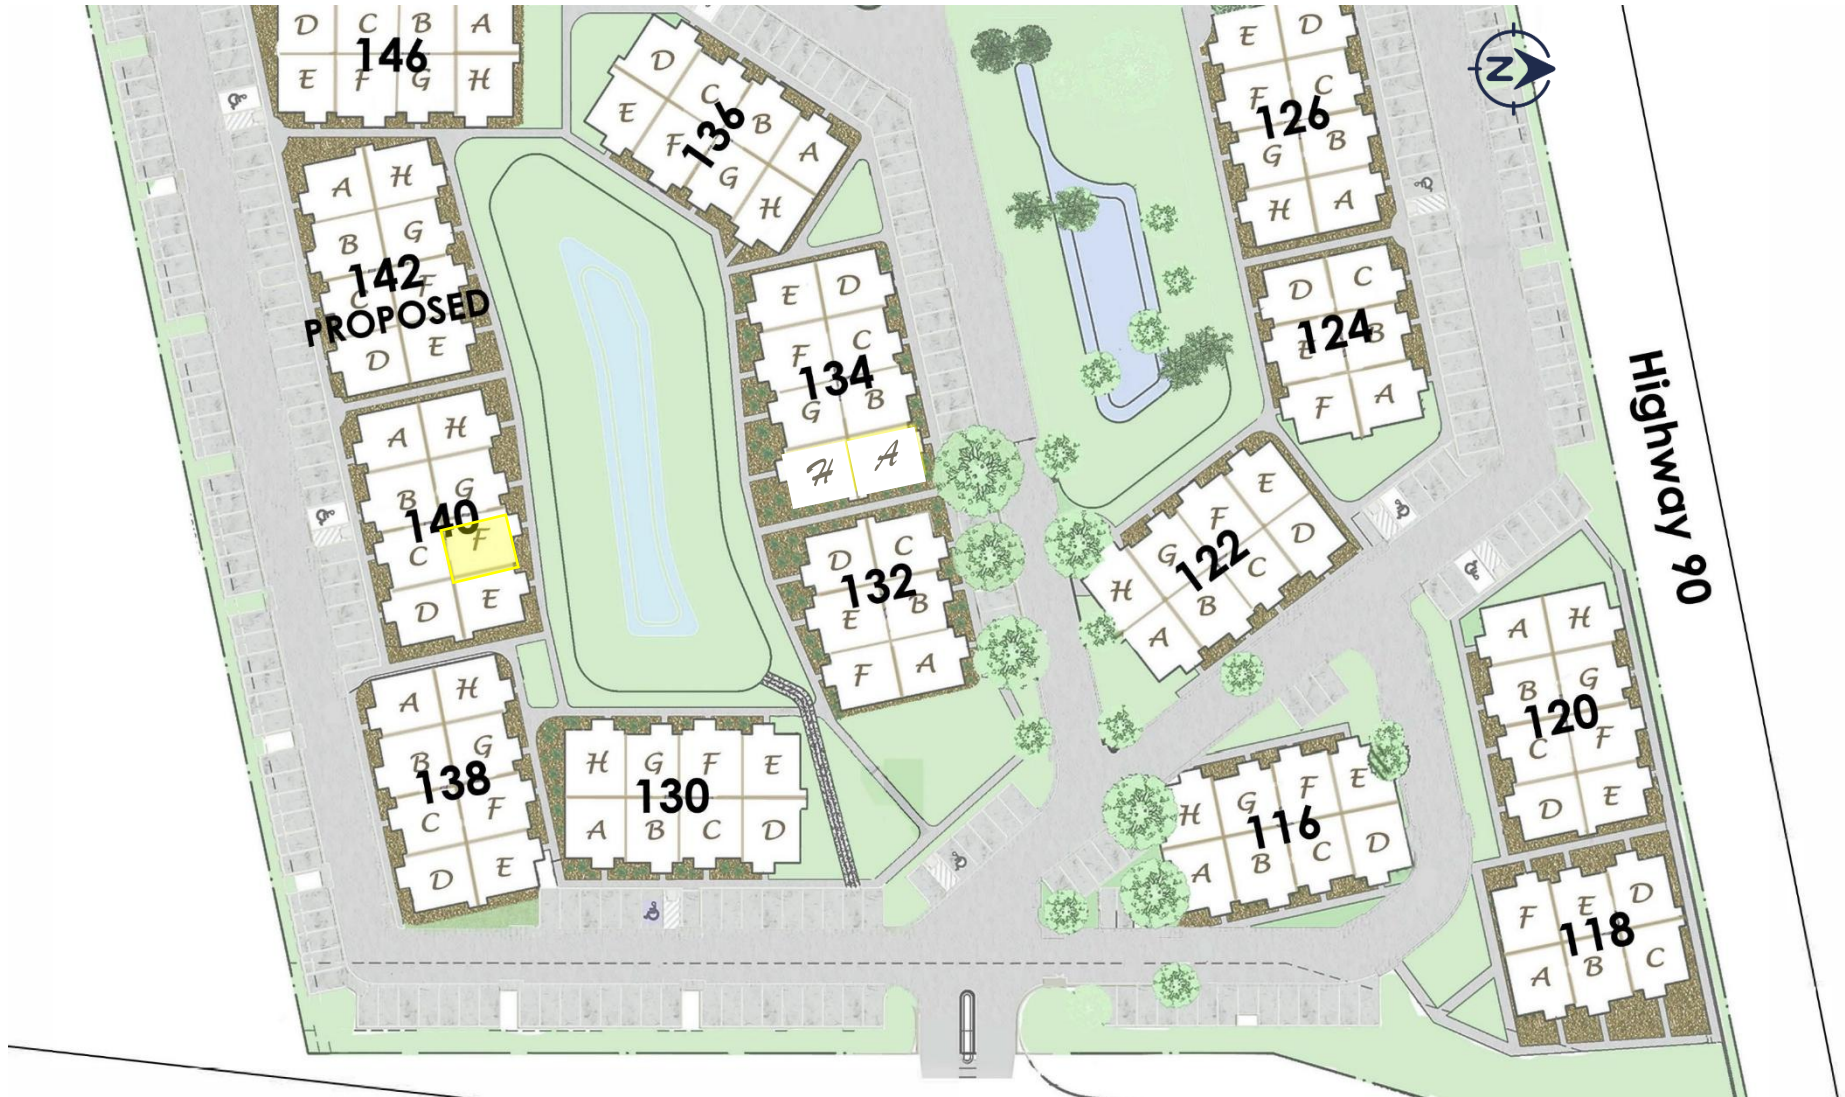 D C B A
146
E F G H
D C B A
136
E F G H
E D
F C
126
G B
H A
N
A H
B G
142
C F
PROPOSED
D E
E D
F C
134
G B
H A
D C
124
E B
F A
Highway 90
A H
B G
140
C F
D E
D C
132
E B
F A
E
F D
G C
122
H B
A
A H
B G
120
C F
D E
A H
B G
138
C F
D E
H G F E
130
A B C D
H G F E
116
A B C D
F E D
118
A B C